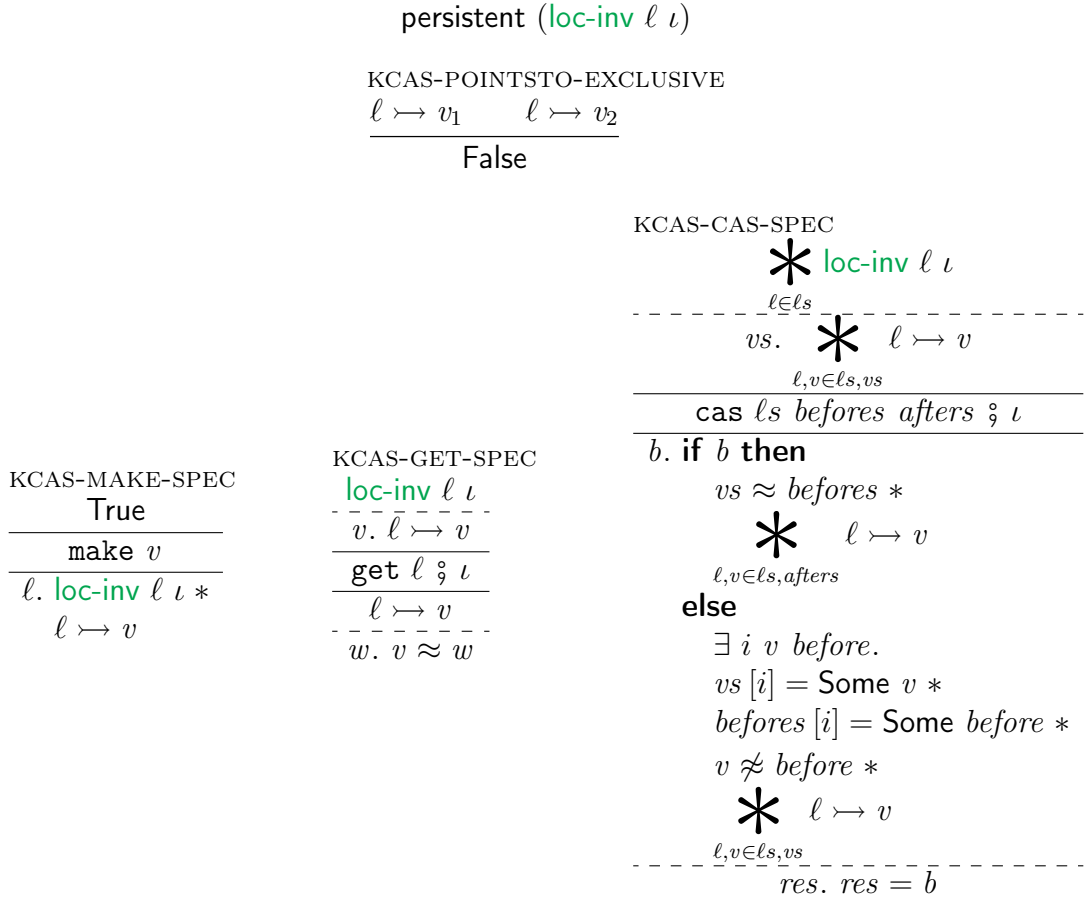 persistent (loc-inv ℓ ι)
KCAS-POINTSTO-EXCLUSIVE
ℓ ↣ v₁ ℓ ↣ v₂
False
KCAS-MAKE-SPEC
True
make v
ℓ. loc-inv ℓ ι ∗
ℓ ↣ v
KCAS-GET-SPEC
loc-inv ℓ ι
v. ℓ ↣ v
get ℓ ⨟ ι
ℓ ↣ v
w. v ≈ w
KCAS-CAS-SPEC
∗ loc-inv ℓ ι
ℓ∈ℓs
vs. ∗ ℓ ↣ v
ℓ,v∈ℓs,vs
cas ℓs befores afters ⨟ ι
b. if b then
vs ≈ befores ∗
∗ ℓ ↣ v
ℓ,v∈ℓs,afters
else
∃ i v before.
vs [i] = Some v ∗
befores [i] = Some before ∗
v ≉ before ∗
∗ ℓ ↣ v
ℓ,v∈ℓs,vs
res. res = b